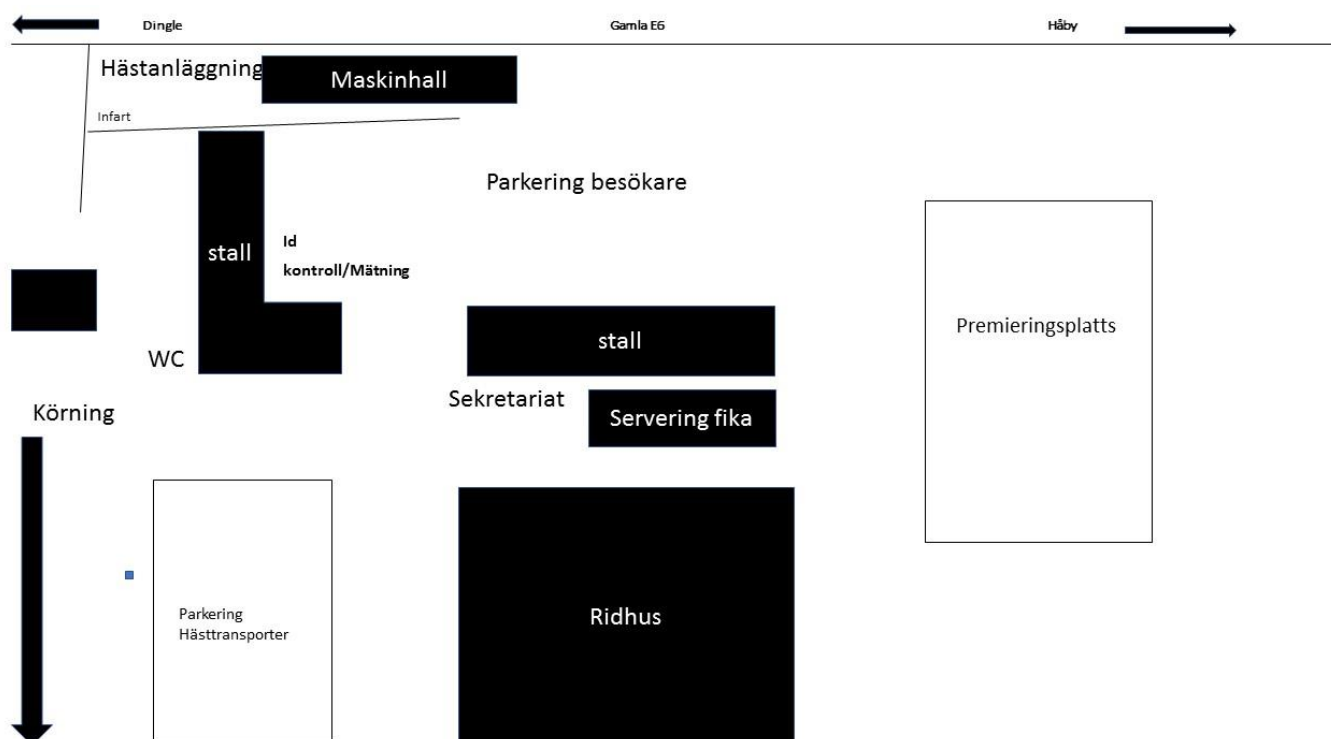 Dingle
Gamla E6
Håby
Hästanläggning
Maskinhall
Infart
Parkering besökare
stall
Id
kontroll/Mätning
Premieringsplatts
stall
WC
Sekretariat
Servering fika
Körning
Parkering
Hästtransporter
Ridhus